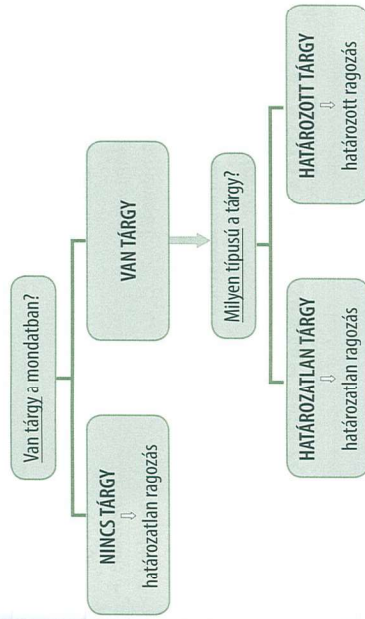 Van tárgy a mondatban?
NINCS TÁRGY
⇩
határozatlan ragozás
VAN TÁRGY
Milyen típusú a tárgy?
HATÁROZATLAN TÁRGY
⇩
határozatlan ragozás
HATÁROZOTT TÁRGY
⇩
határozott ragozás